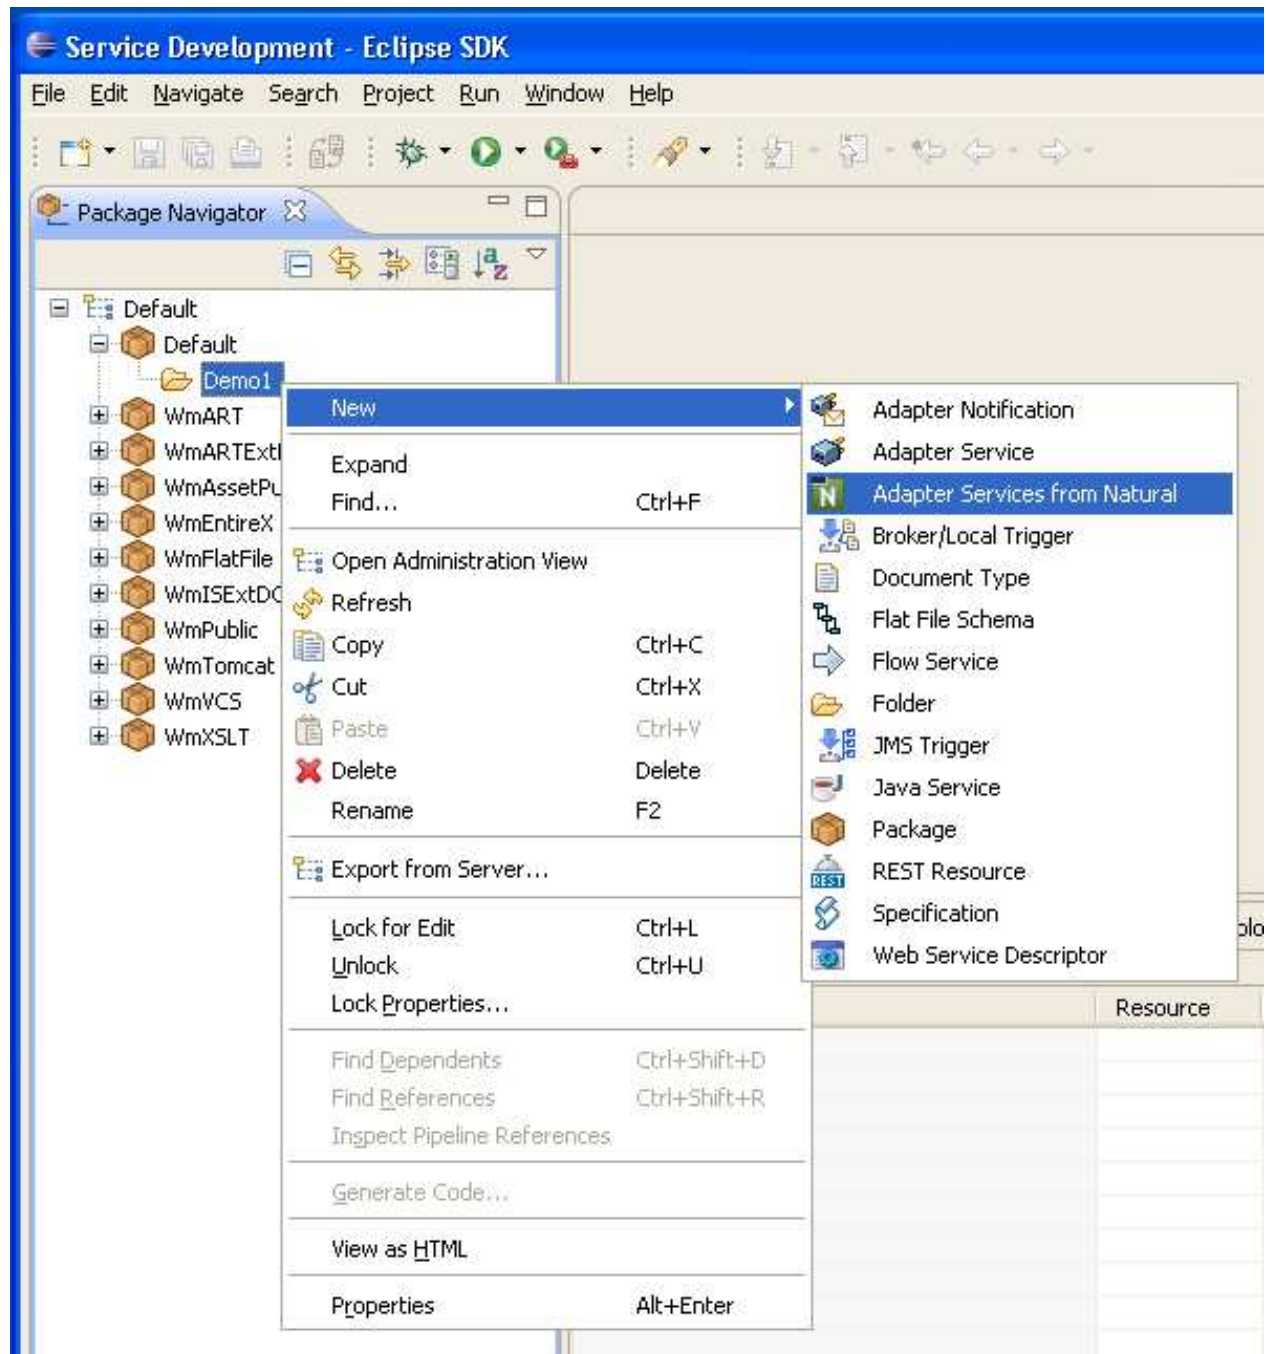 Service Development - Eclipse SDK
File Edit Navigate Search Project Run Window Help
Package Navigator
Default
Default
Demo1
WmART
WmARTExt
WmAssetPu
WmEntireX
WmFlatFile
WmISExtDC
WmPublic
WmTomcat
WmVCS
WmXSLT
New
Expand
Find... Ctrl+F
Open Administration View
Refresh
Copy Ctrl+C
Cut Ctrl+X
Paste Ctrl+V
Delete Delete
Rename F2
Export from Server...
Lock for Edit Ctrl+L
Unlock Ctrl+U
Lock Properties...
Find Dependents Ctrl+Shift+D
Find References Ctrl+Shift+R
Inspect Pipeline References
Generate Code...
View as HTML
Properties Alt+Enter
Adapter Notification
Adapter Service
Adapter Services from Natural
Broker/Local Trigger
Document Type
Flat File Schema
Flow Service
Folder
JMS Trigger
Java Service
Package
REST Resource
Specification
Web Service Descriptor
Resource